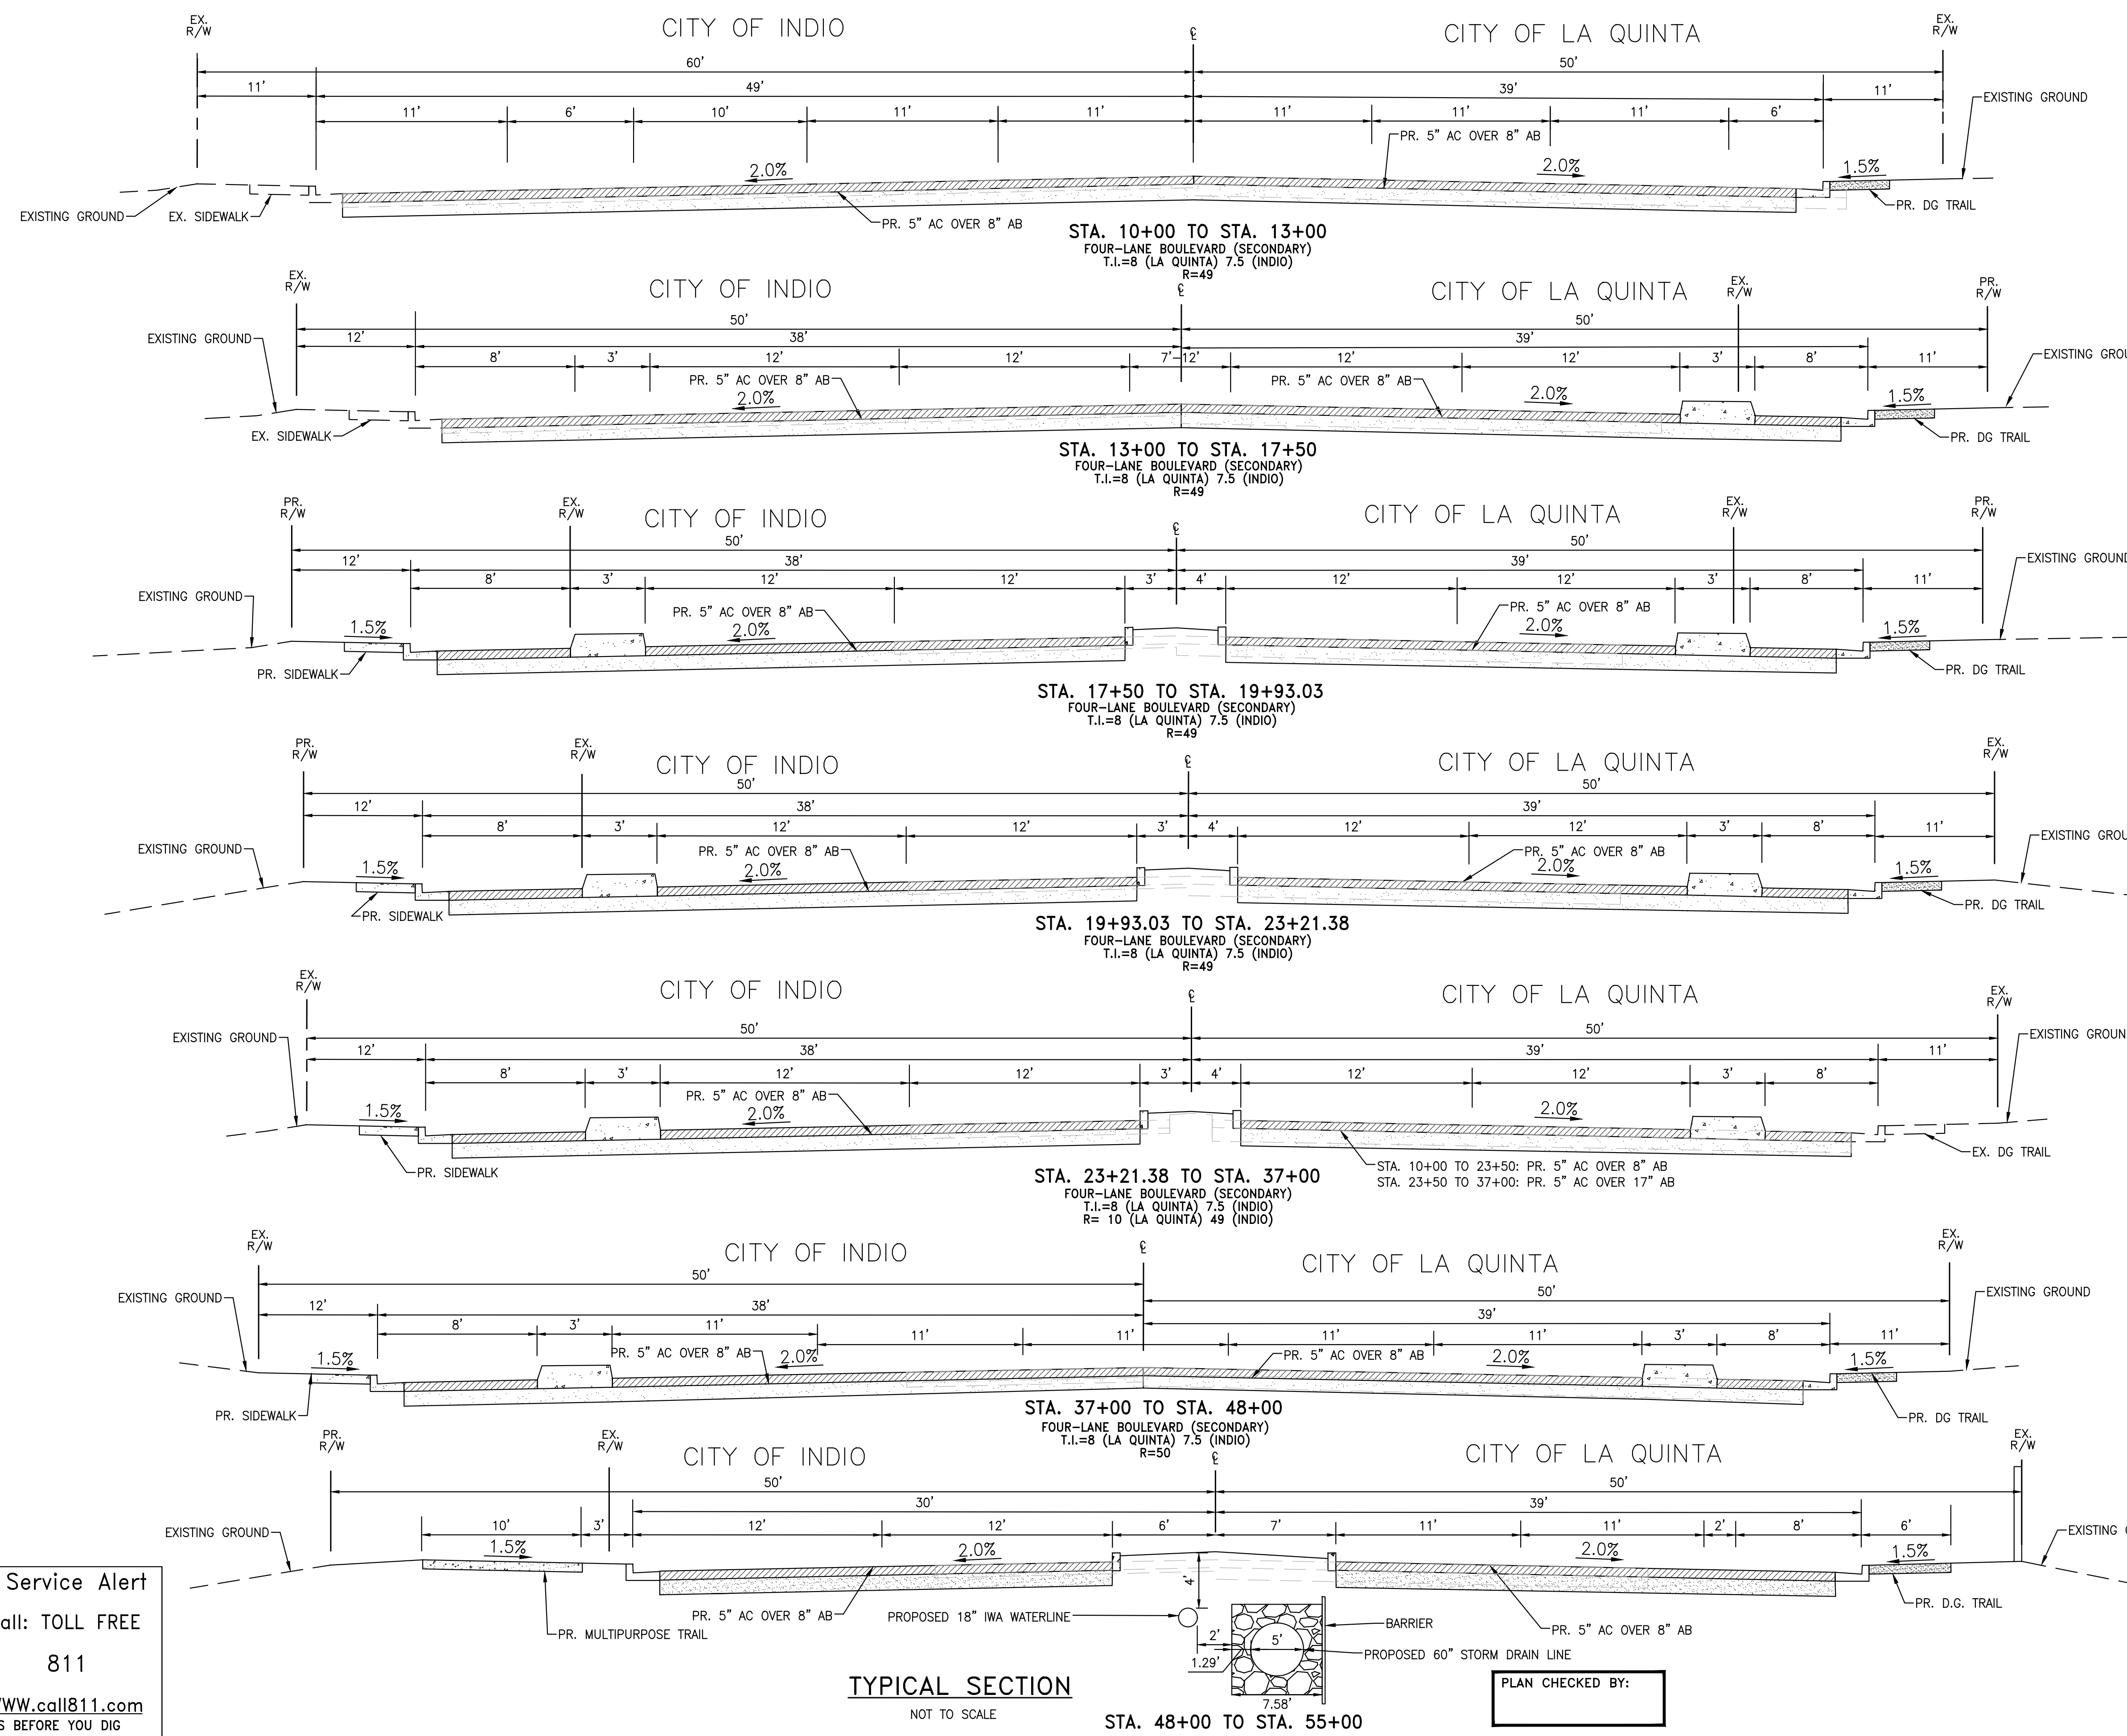 EX.
R/W
CITY OF INDIO
℄
CITY OF LA QUINTA
EX.
R/W
60'
50'
11'
49'
39'
11'
11'
6'
10'
11'
11'
11'
11'
11'
6'
EXISTING GROUND
PR. 5" AC OVER 8" AB
2.0%
2.0%
1.5%
EXISTING GROUND
EX. SIDEWALK
PR. 5" AC OVER 8" AB
PR. DG TRAIL
STA. 10+00 TO STA. 13+00
FOUR-LANE BOULEVARD (SECONDARY)
T.I.=8 (LA QUINTA) 7.5 (INDIO)
R=49
EX.
R/W
CITY OF INDIO
℄
CITY OF LA QUINTA
EX.
R/W
PR.
R/W
50'
50'
EXISTING GROUND
12'
38'
39'
8'
3'
12'
12'
7'-12'
12'
12'
3'
8'
11'
EXISTING GROU
PR. 5" AC OVER 8" AB
PR. 5" AC OVER 8" AB
2.0%
2.0%
1.5%
EX. SIDEWALK
PR. DG TRAIL
STA. 13+00 TO STA. 17+50
FOUR-LANE BOULEVARD (SECONDARY)
T.I.=8 (LA QUINTA) 7.5 (INDIO)
R=49
PR.
R/W
EX.
R/W
CITY OF INDIO
℄
CITY OF LA QUINTA
EX.
R/W
PR.
R/W
50'
50'
12'
38'
39'
EXISTING GROUND
8'
3'
12'
12'
3'
4'
12'
12'
3'
8'
11'
EXISTING GROUND
PR. 5" AC OVER 8" AB
PR. 5" AC OVER 8" AB
1.5%
2.0%
2.0%
1.5%
PR. SIDEWALK
PR. DG TRAIL
STA. 17+50 TO STA. 19+93.03
FOUR-LANE BOULEVARD (SECONDARY)
T.I.=8 (LA QUINTA) 7.5 (INDIO)
R=49
PR.
R/W
EX.
R/W
CITY OF INDIO
℄
CITY OF LA QUINTA
EX.
R/W
50'
50'
12'
38'
39'
8'
3'
12'
12'
3'
4'
12'
12'
3'
8'
11'
EXISTING GROUND
EXISTING GROU
PR. 5" AC OVER 8" AB
PR. 5" AC OVER 8" AB
1.5%
2.0%
2.0%
1.5%
PR. SIDEWALK
PR. DG TRAIL
STA. 19+93.03 TO STA. 23+21.38
FOUR-LANE BOULEVARD (SECONDARY)
T.I.=8 (LA QUINTA) 7.5 (INDIO)
R=49
EX.
R/W
CITY OF INDIO
℄
CITY OF LA QUINTA
EX.
R/W
EXISTING GROUND
50'
50'
EXISTING GROUN
12'
38'
39'
11'
8'
3'
12'
12'
3'
4'
12'
12'
3'
8'
PR. 5" AC OVER 8" AB
1.5%
2.0%
2.0%
PR. SIDEWALK
EX. DG TRAIL
STA. 10+00 TO 23+50: PR. 5" AC OVER 8" AB
STA. 23+50 TO 37+00: PR. 5" AC OVER 17" AB
STA. 23+21.38 TO STA. 37+00
FOUR-LANE BOULEVARD (SECONDARY)
T.I.=8 (LA QUINTA) 7.5 (INDIO)
R= 10 (LA QUINTA) 49 (INDIO)
EX.
R/W
CITY OF INDIO
℄
CITY OF LA QUINTA
EX.
R/W
50'
50'
EXISTING GROUND
EXISTING GROUND
12'
38'
39'
8'
3'
11'
11'
11'
11'
11'
3'
8'
11'
PR. 5" AC OVER 8" AB
PR. 5" AC OVER 8" AB
1.5%
2.0%
2.0%
1.5%
PR. SIDEWALK
PR. DG TRAIL
STA. 37+00 TO STA. 48+00
FOUR-LANE BOULEVARD (SECONDARY)
T.I.=8 (LA QUINTA) 7.5 (INDIO)
R=50
PR.
R/W
EX.
R/W
CITY OF INDIO
℄
CITY OF LA QUINTA
EX.
R/W
50'
50'
30'
39'
EXISTING GROUND
10'
3'
12'
12'
6'
7'
11'
11'
2'
8'
6'
EXISTING
1.5%
2.0%
2.0%
1.5%
4'
PR. 5" AC OVER 8" AB
PROPOSED 18" IWA WATERLINE
BARRIER
PR. 5" AC OVER 8" AB
PR. D.G. TRAIL
PR. MULTIPURPOSE TRAIL
2'
5'
PROPOSED 60" STORM DRAIN LINE
1.29'
7.58'
TYPICAL SECTION
NOT TO SCALE
STA. 48+00 TO STA. 55+00
PLAN CHECKED BY:
Service Alert
all: TOLL FREE
811
WW.call811.com
S BEFORE YOU DIG